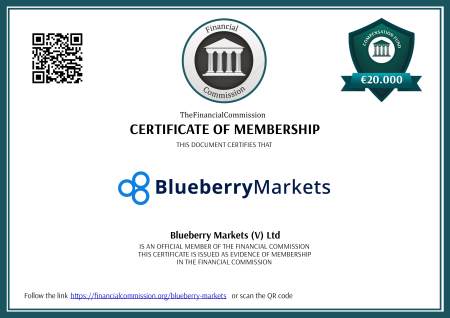 Financial
Commission
COMPENSATION FUND
€20.000
TheFinancialCommission
CERTIFICATE OF MEMBERSHIP
THIS DOCUMENT CERTIFIES THAT
BlueberryMarkets
Blueberry Markets (V) Ltd
IS AN OFFICIAL MEMBER OF THE FINANCIAL COMMISSION
THIS CERTIFICATE IS ISSUED AS EVIDENCE OF MEMBERSHIP
IN THE FINANCIAL COMMISSION
Follow the link https://financialcommission.org/blueberry-markets or scan the QR code